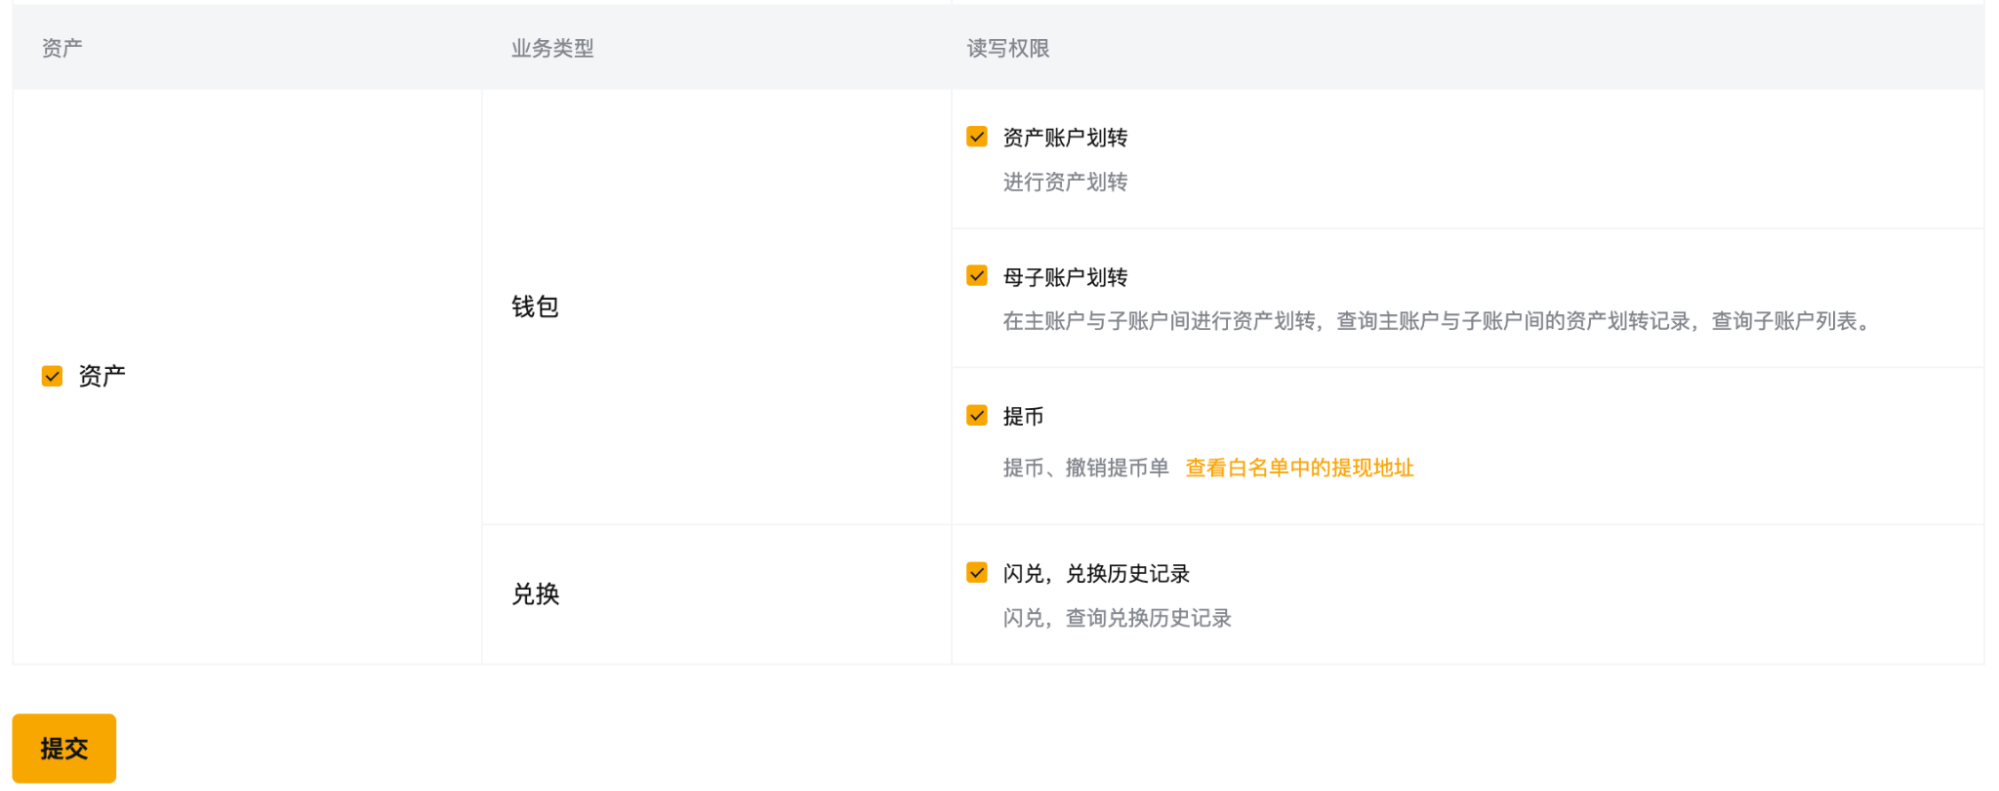 资产 业务类型 读写权限
资产账户划转
进行资产划转
母子账户划转
在主账户与子账户间进行资产划转，查询主账户与子账户间的资产划转记录，查询子账户列表。
钱包
资产
提币
提币、撤销提币单 查看白名单中的提现地址
闪兑，兑换历史记录
兑换
闪兑，查询兑换历史记录
提交